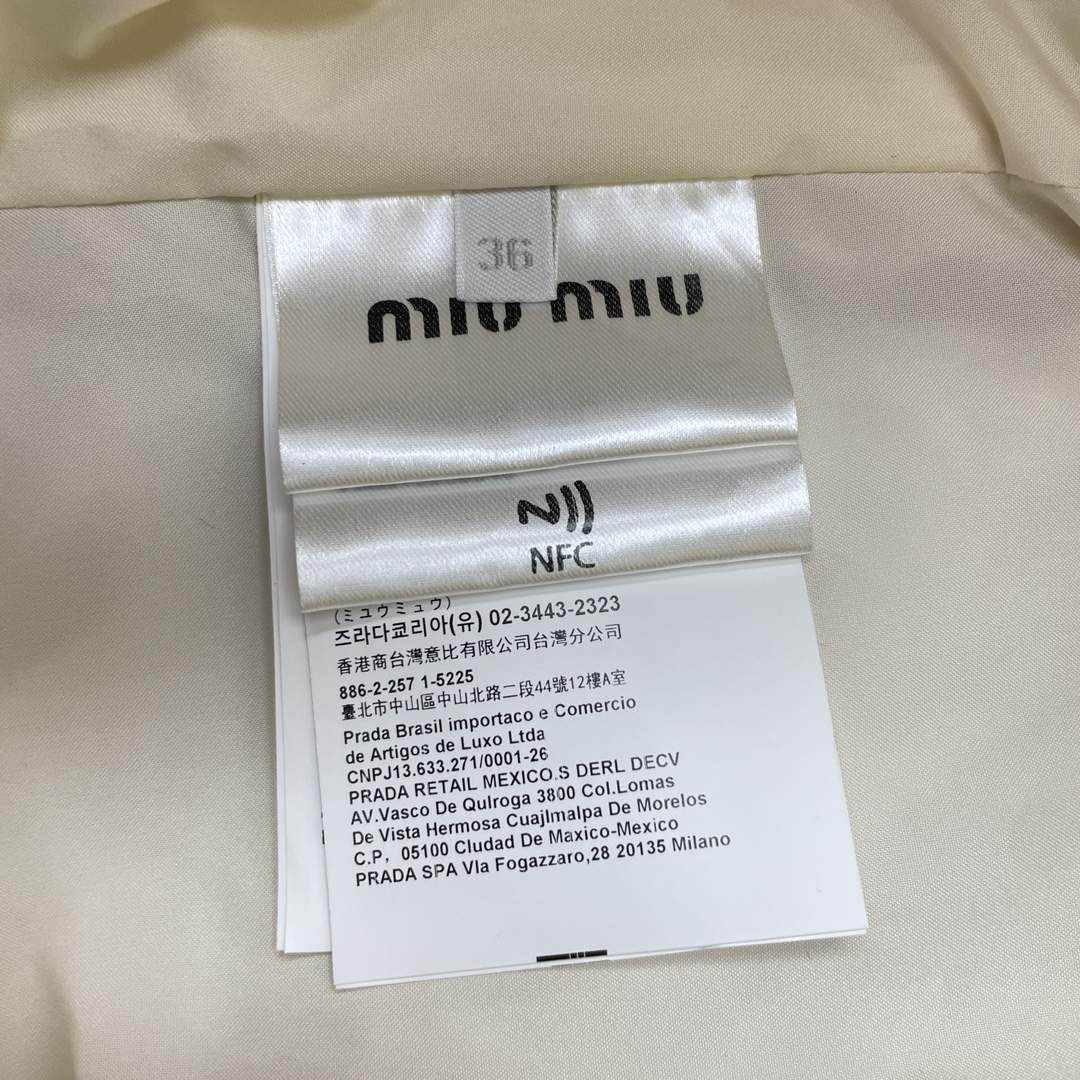 36
miu miu
NFC
(ミュウミュウ)
즈라다쿄리아(유) 02-3443-2323
香港商台灣意比有限公司台灣分公司
886-2-257 1-5225
臺北市中山區中山北路二段44號12樓A室
Prada Brasil importaco e Comercio
de Artigos de Luxo Ltda
CNPJ13.633.271/0001-26
PRADA RETAIL MEXICO.S DERL DECV
AV.Vasco De Qulroga 3800 Col.Lomas
De Vista Hermosa Cuajlmalpa De Morelos
C.P, 05100 Cludad De Maxico-Mexico
PRADA SPA Vla Fogazzaro,28 20135 Milano